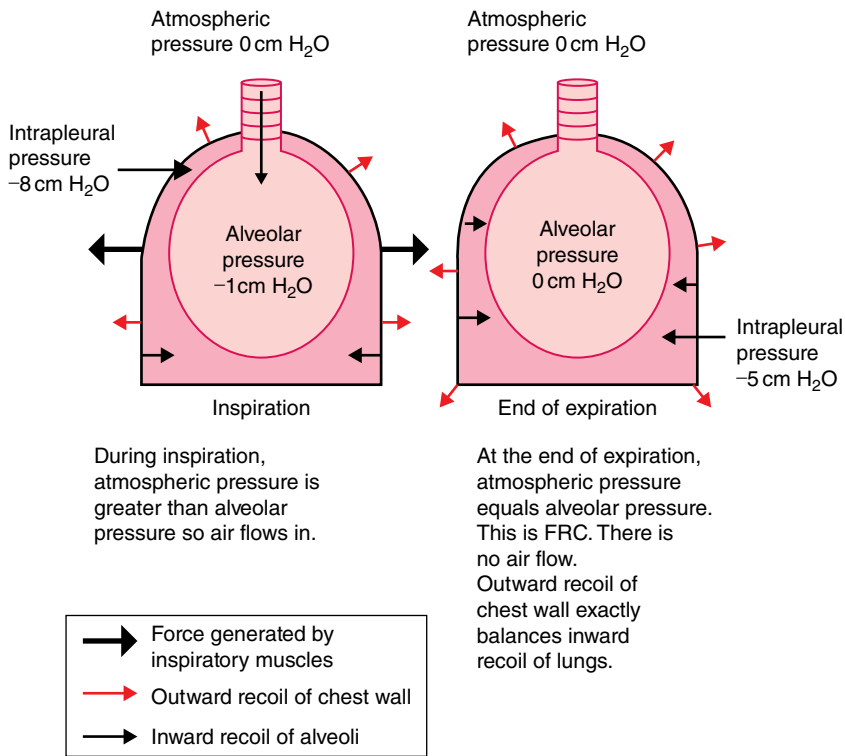 Atmospheric
pressure 0 cm H₂O
Atmospheric
pressure 0 cm H₂O
Intrapleural
pressure
–8 cm H₂O
Alveolar
pressure
–1cm H₂O
Alveolar
pressure
0 cm H₂O
Intrapleural
pressure
–5 cm H₂O
Inspiration
End of expiration
During inspiration,
atmospheric pressure is
greater than alveolar
pressure so air flows in.
At the end of expiration,
atmospheric pressure
equals alveolar pressure.
This is FRC. There is
no air flow.
Outward recoil of
chest wall exactly
balances inward
recoil of lungs.
Force generated by
inspiratory muscles
Outward recoil of chest wall
Inward recoil of alveoli